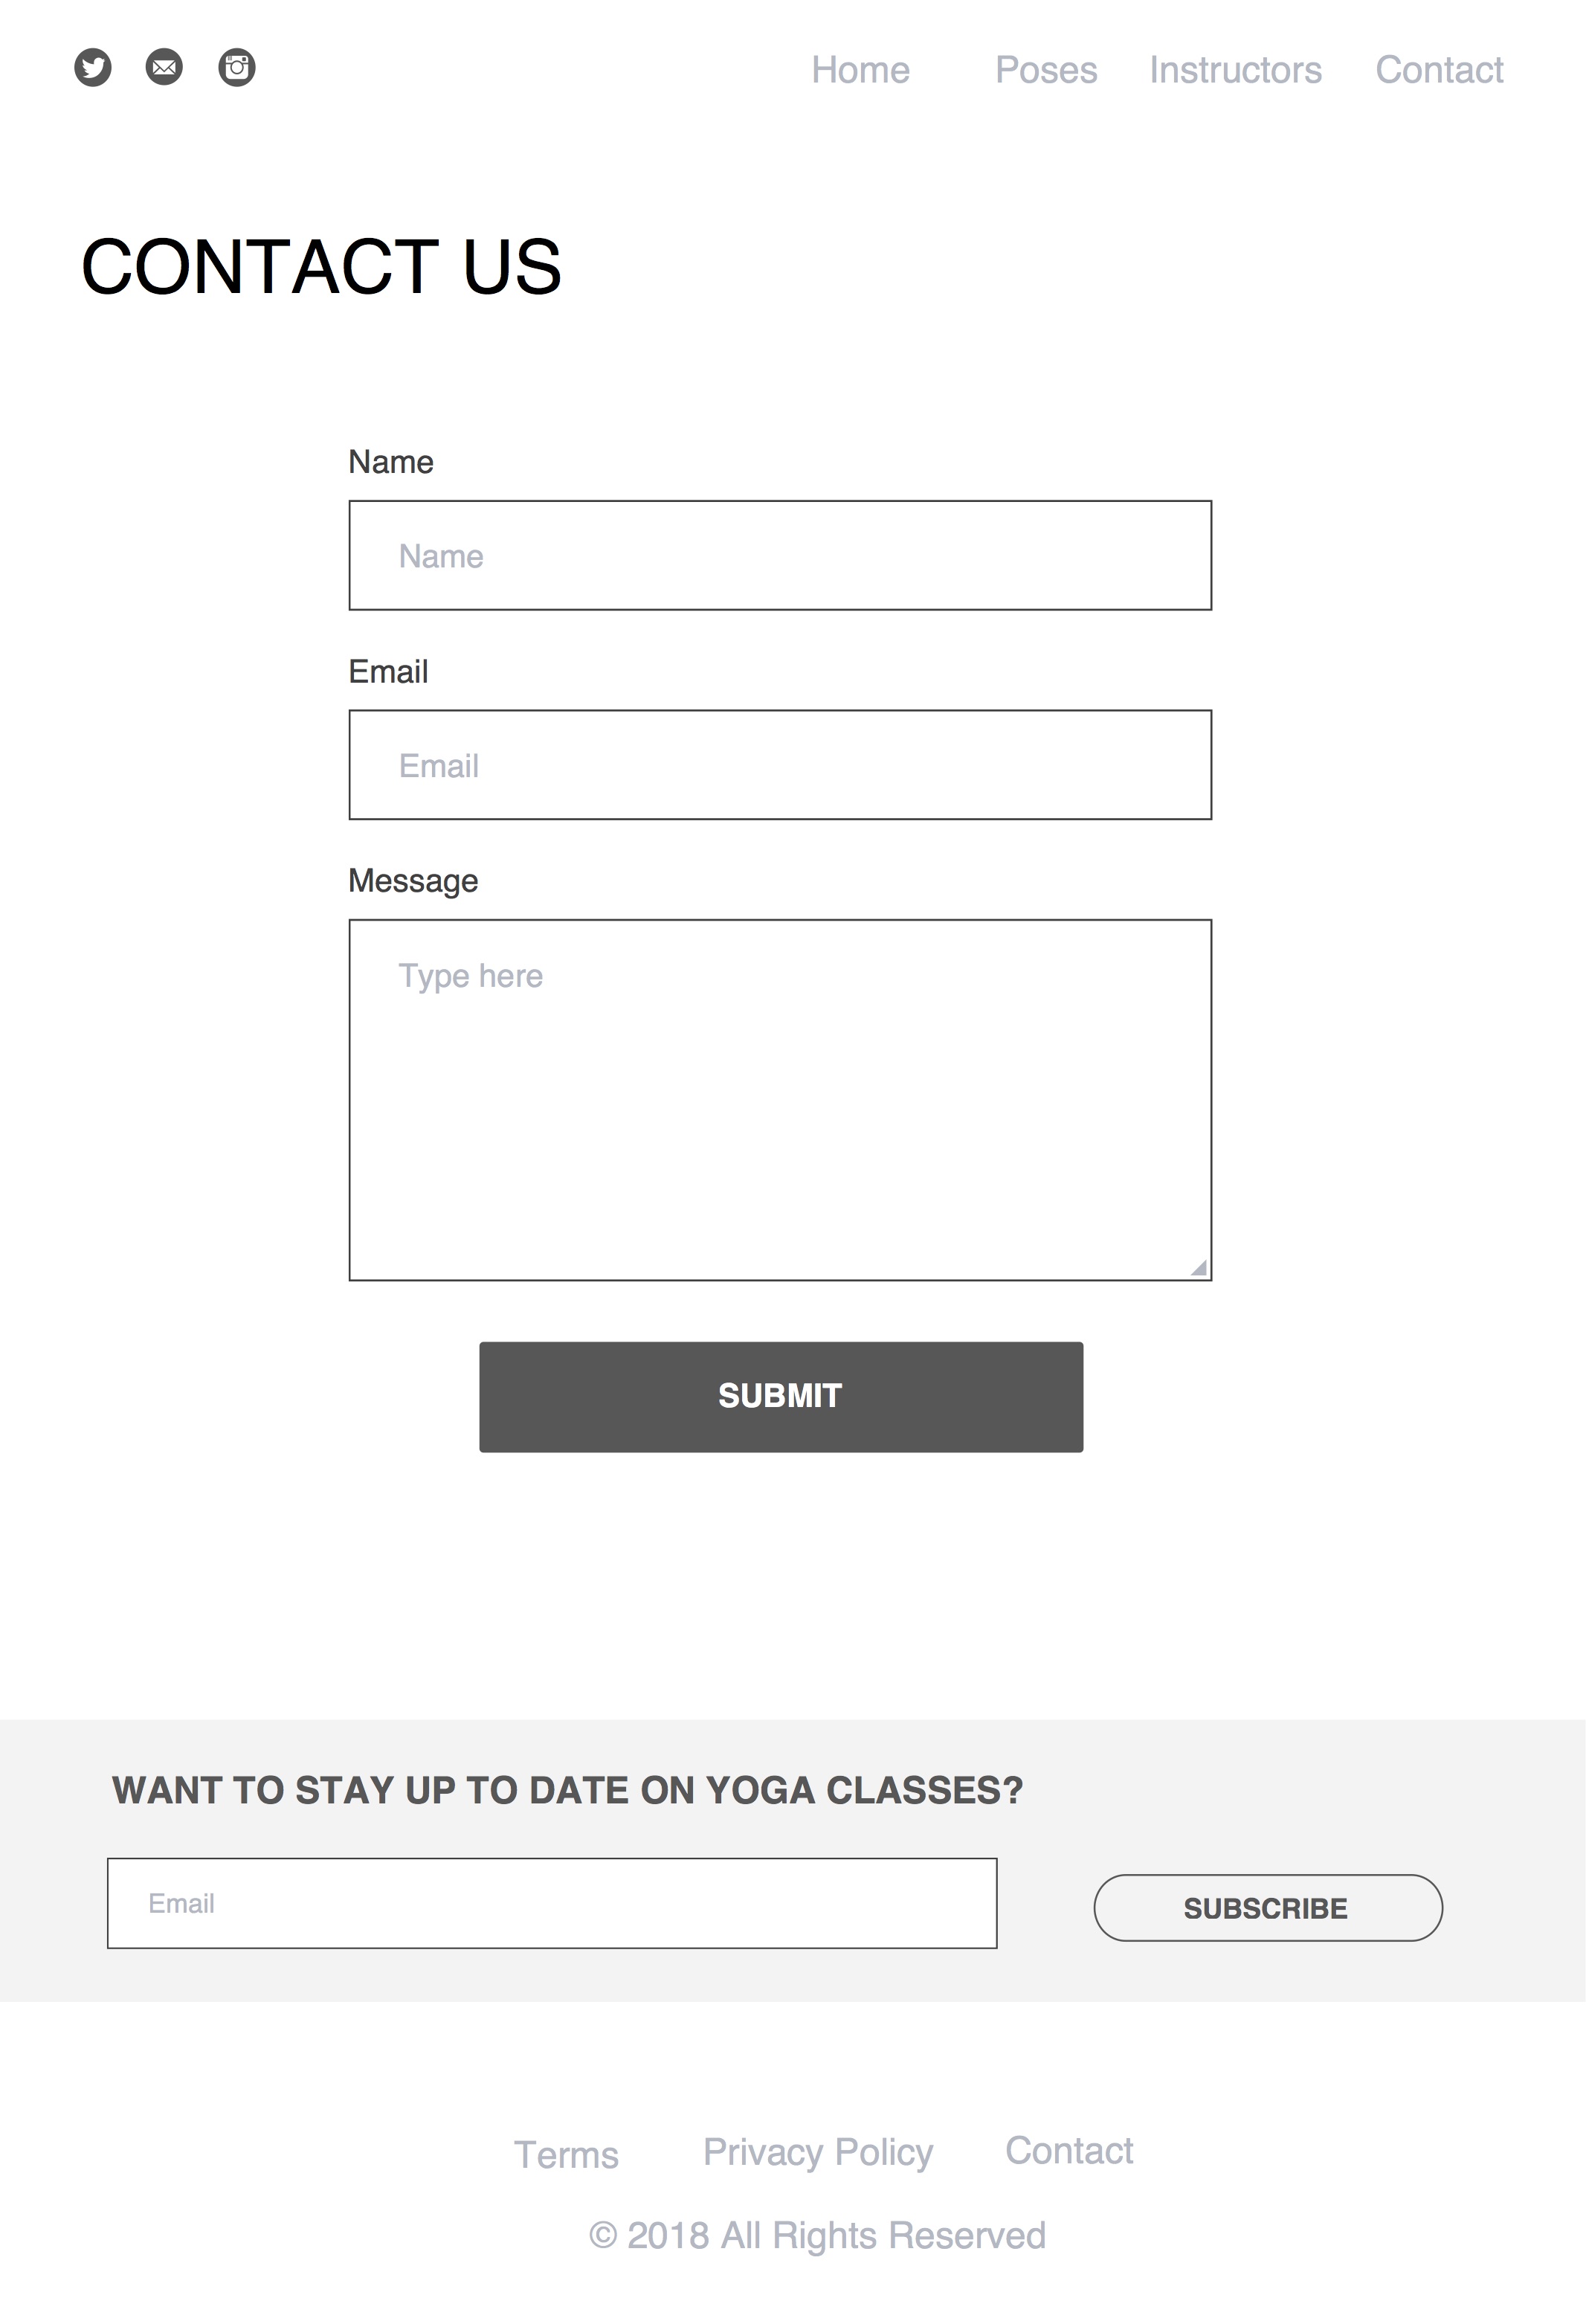 Home Poses Instructors Contact
CONTACT US
Name
Name
Email
Email
Message
Type here
SUBMIT
WANT TO STAY UP TO DATE ON YOGA CLASSES?
Email
SUBSCRIBE
Terms Privacy Policy Contact
© 2018 All Rights Reserved